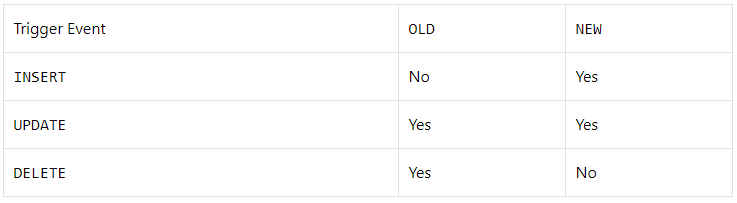 Trigger Event OLD NEW
INSERT No Yes
UPDATE Yes Yes
DELETE Yes No